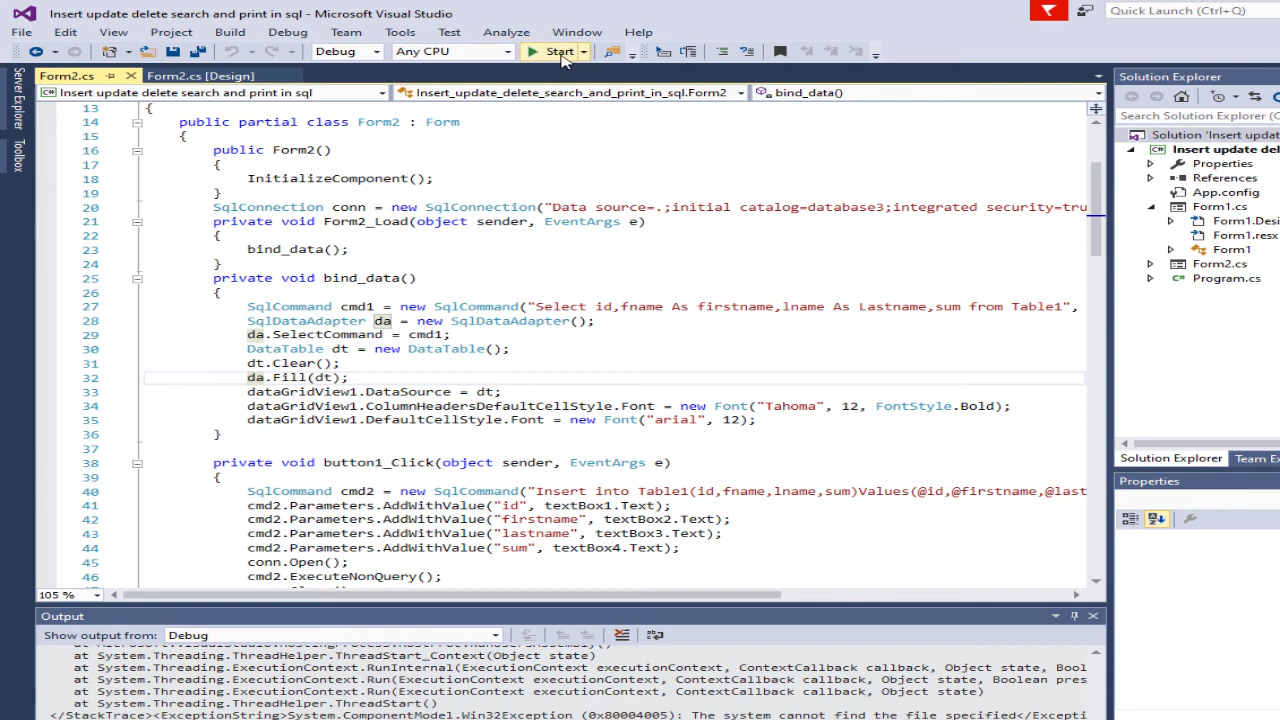 Insert update delete search and print in sql - Microsoft Visual Studio
Quick Launch (Ctrl+Q)
File Edit View Project Build Debug Team Tools Test Analyze Window Help
Debug Any CPU Start
Server Explorer
Toolbox
Form2.cs Form2.cs [Design]
Insert update delete search and print in sql Insert_update_delete_search_and_print_in_sql.Form2 bind_data()
13 {
14 public partial class Form2 : Form
15 {
16 public Form2()
17 {
18 InitializeComponent();
19 }
20 SqlConnection conn = new SqlConnection("Data source=.;initial catalog=database3;integrated security=tru
21 private void Form2_Load(object sender, EventArgs e)
22 {
23 bind_data();
24 }
25 private void bind_data()
26 {
27 SqlCommand cmd1 = new SqlCommand("Select id,fname As firstname,lname As Lastname,sum from Table1",
28 SqlDataAdapter da = new SqlDataAdapter();
29 da.SelectCommand = cmd1;
30 DataTable dt = new DataTable();
31 dt.Clear();
32 da.Fill(dt);
33 dataGridView1.DataSource = dt;
34 dataGridView1.ColumnHeadersDefaultCellStyle.Font = new Font("Tahoma", 12, FontStyle.Bold);
35 dataGridView1.DefaultCellStyle.Font = new Font("arial", 12);
36 }
37
38 private void button1_Click(object sender, EventArgs e)
39 {
40 SqlCommand cmd2 = new SqlCommand("Insert into Table1(id,fname,lname,sum)Values(@id,@firstname,@last
41 cmd2.Parameters.AddWithValue("id", textBox1.Text);
42 cmd2.Parameters.AddWithValue("firstname", textBox2.Text);
43 cmd2.Parameters.AddWithValue("lastname", textBox3.Text);
44 cmd2.Parameters.AddWithValue("sum", textBox4.Text);
45 conn.Open();
46 cmd2.ExecuteNonQuery();
105 %
Solution Explorer
Search Solution Explorer (C
Solution 'Insert updat
Insert update del
Properties
References
App.config
Form1.cs
Form1.Desi
Form1.resx
Form1
Form2.cs
Program.cs
Solution Explorer Team Ex
Properties
Output
Show output from: Debug
at System.Threading.ThreadHelper.ThreadStart_Context(Object state)
at System.Threading.ExecutionContext.RunInternal(ExecutionContext executionContext, ContextCallback callback, Object state, Bool
at System.Threading.ExecutionContext.Run(ExecutionContext executionContext, ContextCallback callback, Object state, Boolean pres
at System.Threading.ExecutionContext.Run(ExecutionContext executionContext, ContextCallback callback, Object state)
at System.Threading.ThreadHelper.ThreadStart()
</StackTrace><ExceptionString>System.ComponentModel.Win32Exception (0x80004005): The system cannot find the file specified</Excepti